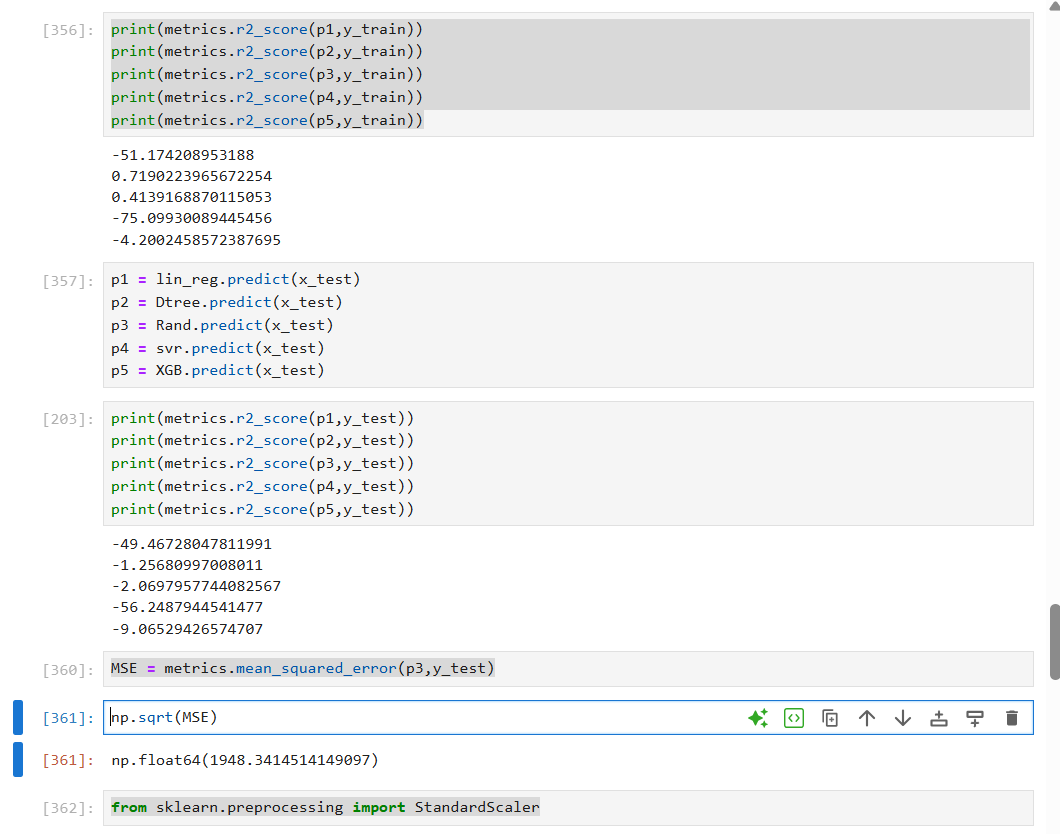 [356]:
print(metrics.r2_score(p1,y_train))
print(metrics.r2_score(p2,y_train))
print(metrics.r2_score(p3,y_train))
print(metrics.r2_score(p4,y_train))
print(metrics.r2_score(p5,y_train))
-51.174208953188
0.7190223965672254
0.4139168870115053
-75.09930089445456
-4.2002458572387695
[357]:
p1 = lin_reg.predict(x_test)
p2 = Dtree.predict(x_test)
p3 = Rand.predict(x_test)
p4 = svr.predict(x_test)
p5 = XGB.predict(x_test)
[203]:
print(metrics.r2_score(p1,y_test))
print(metrics.r2_score(p2,y_test))
print(metrics.r2_score(p3,y_test))
print(metrics.r2_score(p4,y_test))
print(metrics.r2_score(p5,y_test))
-49.46728047811991
-1.25680997008011
-2.0697957744082567
-56.2487944541477
-9.06529426574707
[360]: MSE = metrics.mean_squared_error(p3,y_test)
[361]: np.sqrt(MSE)
[361]: np.float64(1948.3414514149097)
[362]: from sklearn.preprocessing import StandardScaler